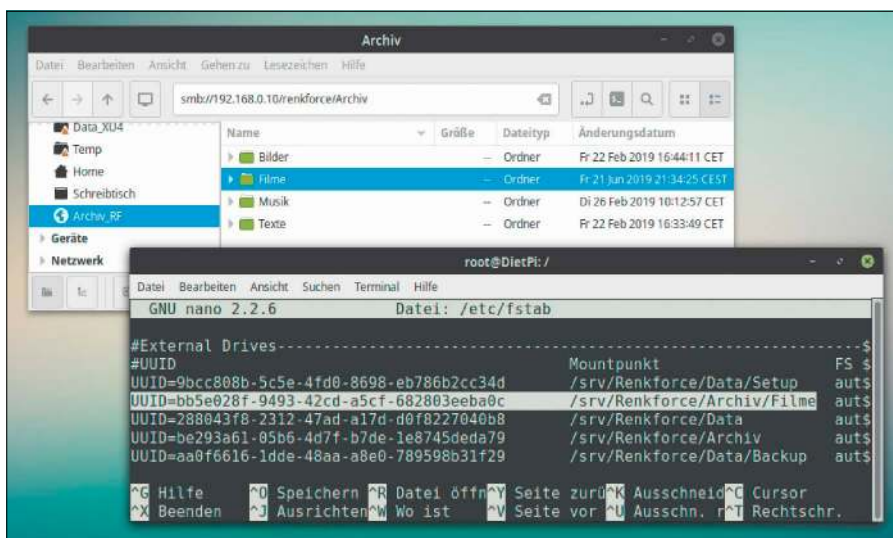 Archiv
Datei Bearbeiten Ansicht Gehen zu Lesezeichen Hilfe
smb://192.168.0.10/renkforce/Archiv
Data_XU4
Temp
Home
Schreibtisch
Archiv_RF
Geräte
Netzwerk
Name Größe Dateityp Änderungsdatum
Bilder -- Ordner Fr 22 Feb 2019 16:44:11 CET
Filme -- Ordner Fr 21 Jun 2019 21:34:25 CEST
Musik -- Ordner Di 26 Feb 2019 10:12:57 CET
Texte -- Ordner Fr 22 Feb 2019 16:33:49 CET
root@DietPi: /
Datei Bearbeiten Ansicht Suchen Terminal Hilfe
GNU nano 2.2.6 Datei: /etc/fstab
#External Drives--------------------------------------------------------------$
#UUID Mountpunkt FS $
UUID=9bcc808b-5c5e-4fd0-8698-eb786b2cc34d /srv/Renkforce/Data/Setup aut$
UUID=bb5e028f-9493-42cd-a5cf-682803eeba0c /srv/Renkforce/Archiv/Filme aut$
UUID=288043f8-2312-47ad-a17d-d0f8227040b8 /srv/Renkforce/Data aut$
UUID=be293a61-05b6-4d7f-b7de-1e8745deda79 /srv/Renkforce/Archiv aut$
UUID=aa0f6616-1dde-48aa-a8e0-789598b31f29 /srv/Renkforce/Data/Backup aut$
^G Hilfe ^O Speichern ^R Datei öffn^Y Seite zurü^K Ausschneid^C Cursor
^X Beenden ^J Ausrichten^W Wo ist ^V Seite vor ^U Ausschn. r^T Rechtschr.